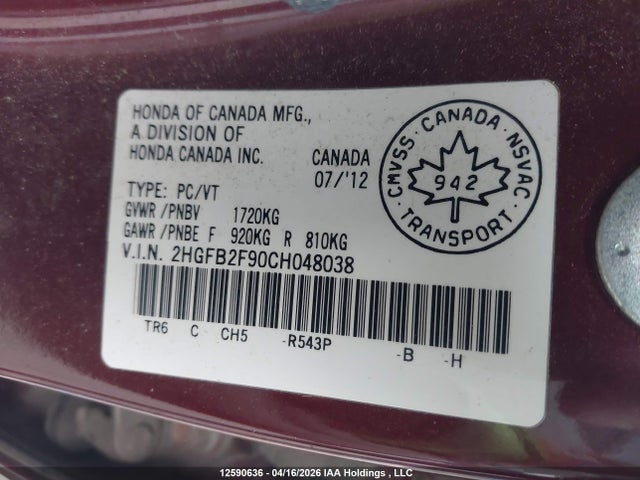 HONDA OF CANADA MFG.,
A DIVISION OF
HONDA CANADA INC.
CANADA
07/'12
TYPE: PC/VT
GVWR/PNBV 1720KG
GAWR/PNBE F 920KG R 810KG
V.I.N. 2HGFB2F90CH048038
TR6 C CH5 -R543P -B -H
CMVSS · CANADA · NSVAC
942
TRANSPORT
12590636 - 04/16/2026 IAA Holdings , LLC